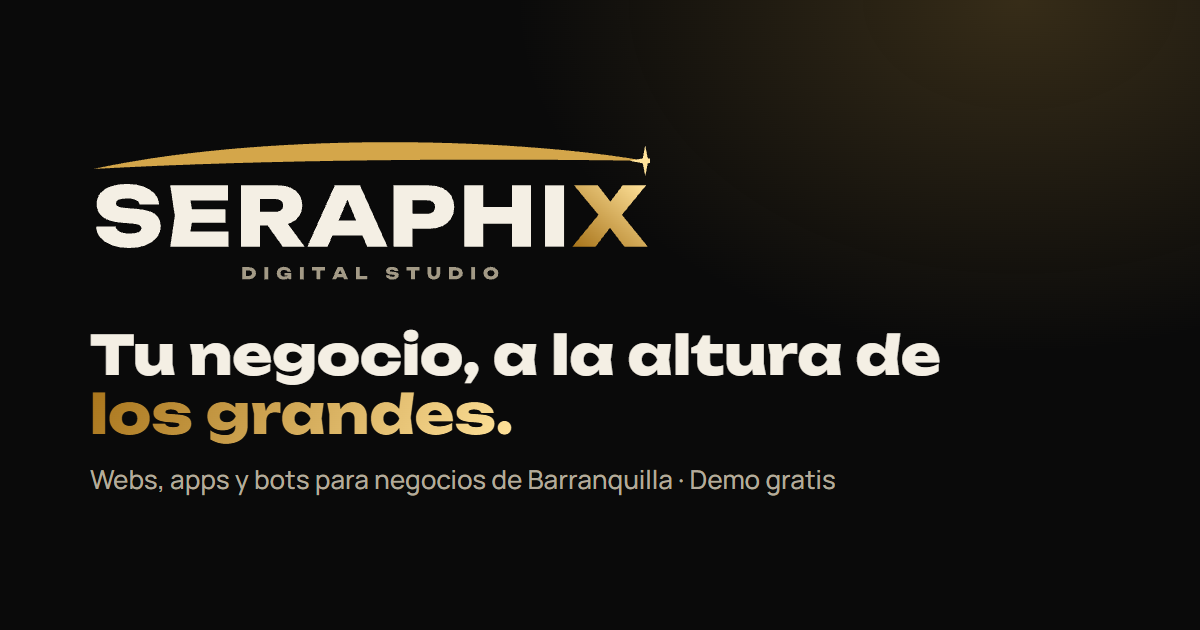 SERAPHIX
DIGITAL STUDIO
Tu negocio, a la altura de
los grandes.
Webs, apps y bots para negocios de Barranquilla · Demo gratis